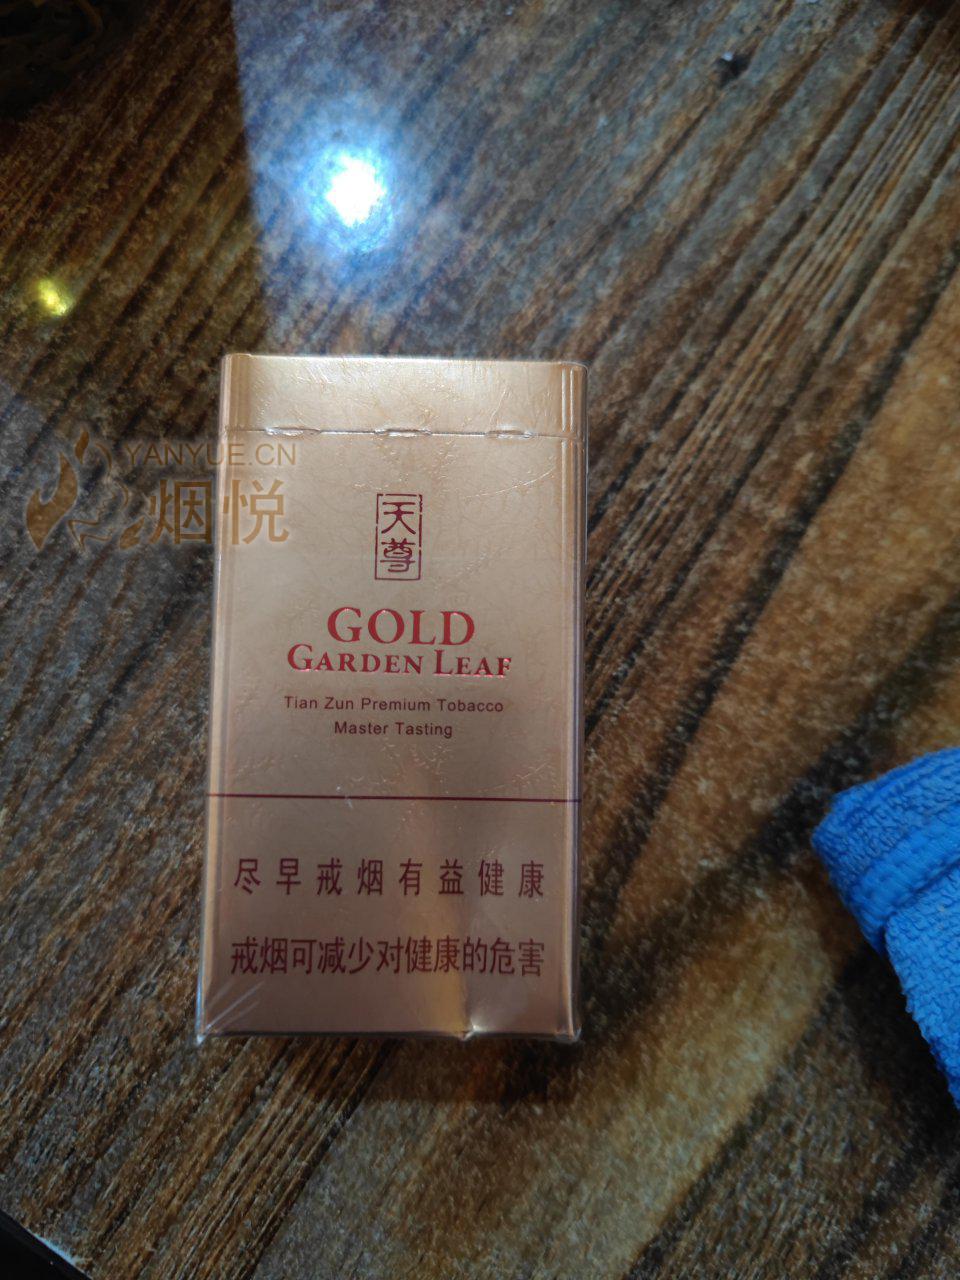 YANYUE.CN
烟悦
天尊
GOLD
GARDEN LEAF
Tian Zun Premium Tobacco
Master Tasting
尽早戒烟有益健康
戒烟可减少对健康的危害